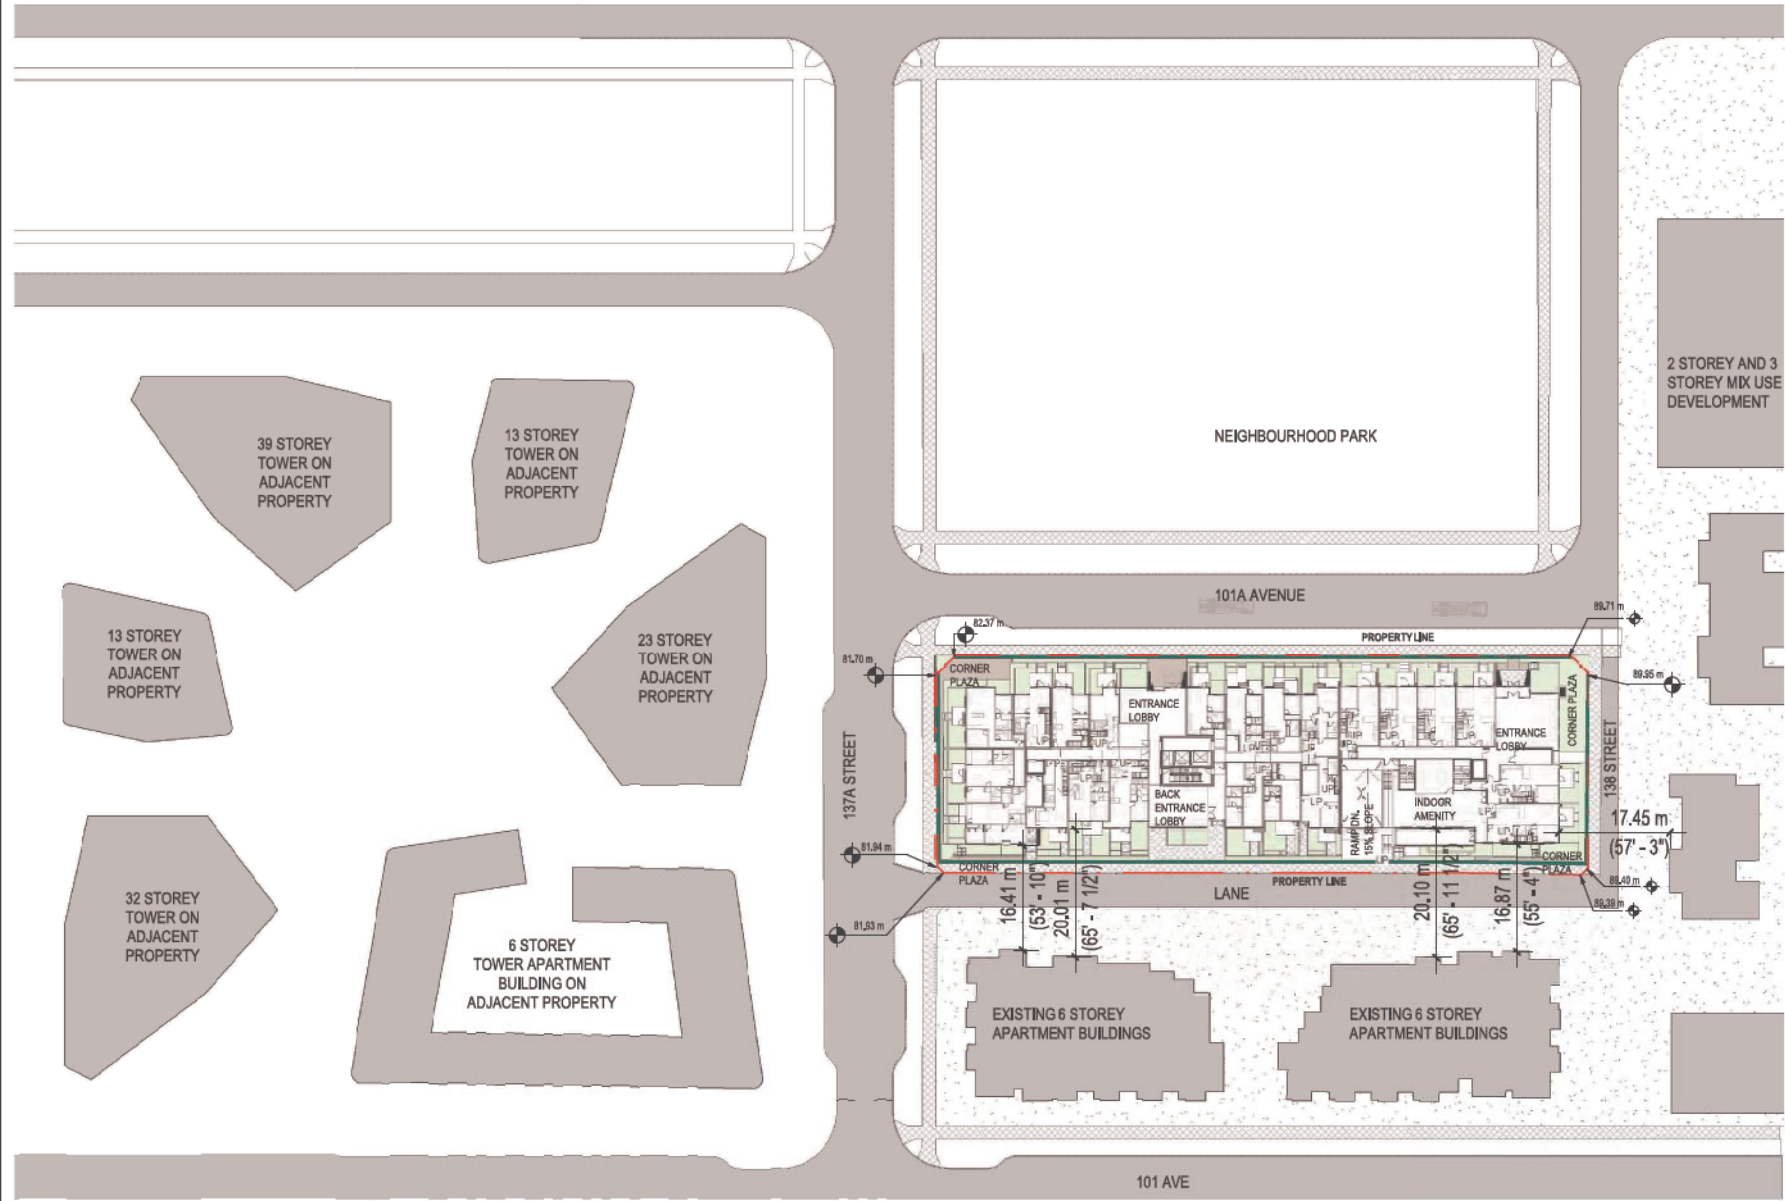 2 STOREY AND 3
STOREY MIX USE
DEVELOPMENT
39 STOREY
TOWER ON
ADJACENT
PROPERTY
13 STOREY
TOWER ON
ADJACENT
PROPERTY
NEIGHBOURHOOD PARK
13 STOREY
TOWER ON
ADJACENT
PROPERTY
23 STOREY
TOWER ON
ADJACENT
PROPERTY
101A AVENUE
89.71 m
82.37 m
PROPERTY LINE
81.70 m
CORNER
PLAZA
89.95 m
CORNER PLAZA
ENTRANCE
LOBBY
ENTRANCE
LOBBY
137A STREET
138 STREET
BACK
ENTRANCE
LOBBY
RAMP DN.
15% SLOPE
INDOOR
AMENITY
UP
17.45 m
(57' - 3")
81.94 m
CORNER
PLAZA
CORNER
PLAZA
PROPERTY LINE
LANE
89.40 m
89.39 m
81.93 m
16.41 m
(53' - 10")
20.01 m
(65' - 7 1/2")
20.10 m
(65' - 11 1/2")
16.87 m
(55' - 4")
32 STOREY
TOWER ON
ADJACENT
PROPERTY
6 STOREY
TOWER APARTMENT
BUILDING ON
ADJACENT PROPERTY
EXISTING 6 STOREY
APARTMENT BUILDINGS
EXISTING 6 STOREY
APARTMENT BUILDINGS
101 AVE